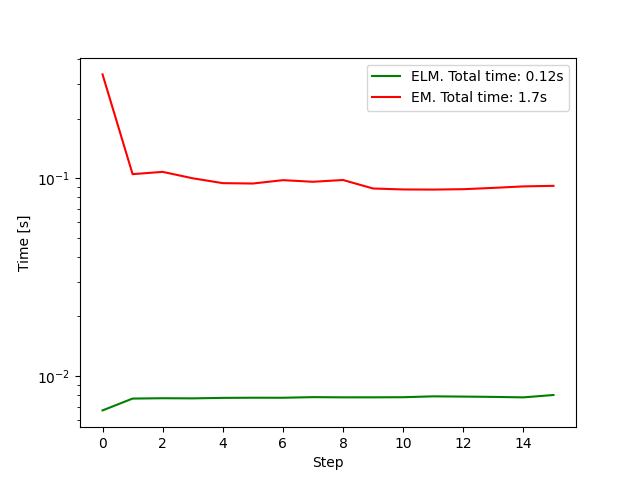 ELM. Total time: 0.12s
EM. Total time: 1.7s
10⁻¹
10⁻²
Time [s]
0 2 4 6 8 10 12 14
Step